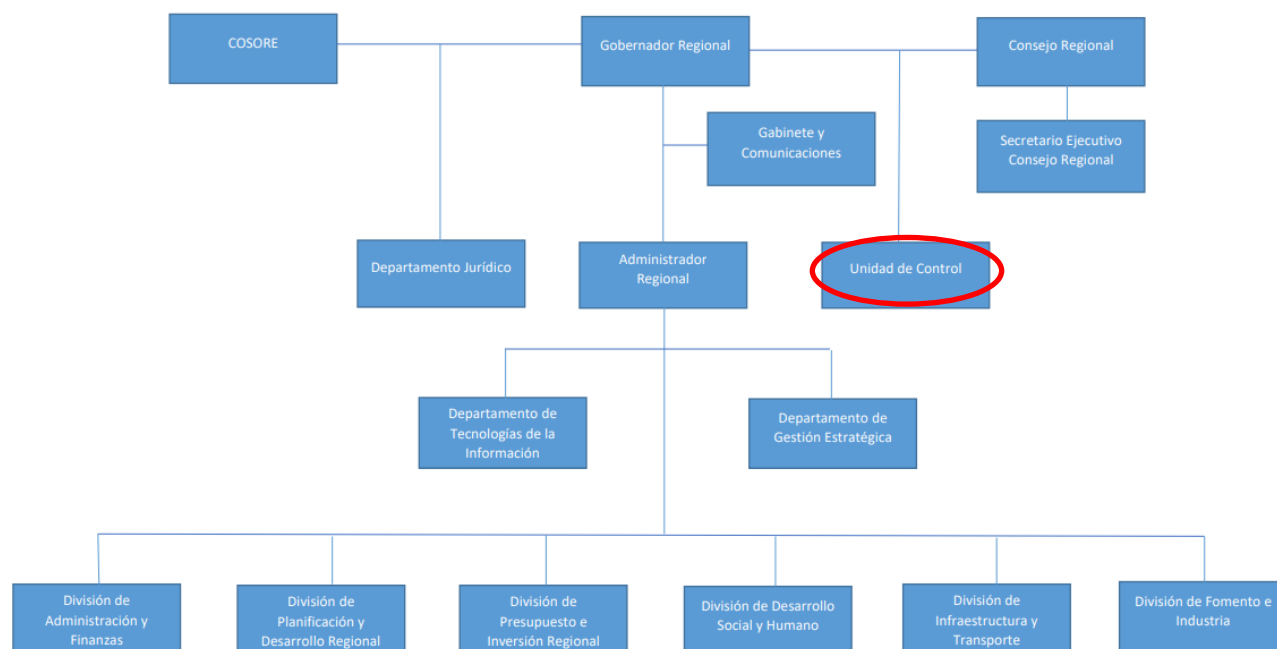 COSORE
Gobernador Regional
Consejo Regional
Gabinete y
Comunicaciones
Secretario Ejecutivo
Consejo Regional
Departamento Jurídico
Administrador
Regional
Unidad de Control
Departamento de
Tecnologías de la
Información
Departamento de
Gestión Estratégica
División de
Administración y
Finanzas
División de
Planificación y
Desarrollo Regional
División de
Presupuesto e
Inversión Regional
División de Desarrollo
Social y Humano
División de
Infraestructura y
Transporte
División de Fomento e
Industria